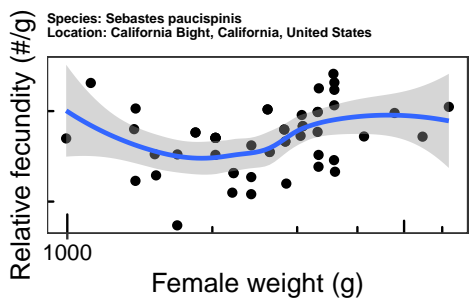 Species: Sebastes paucispinis
Location: California Bight, California, United States
Relative fecundity (#/g)
1000
Female weight (g)